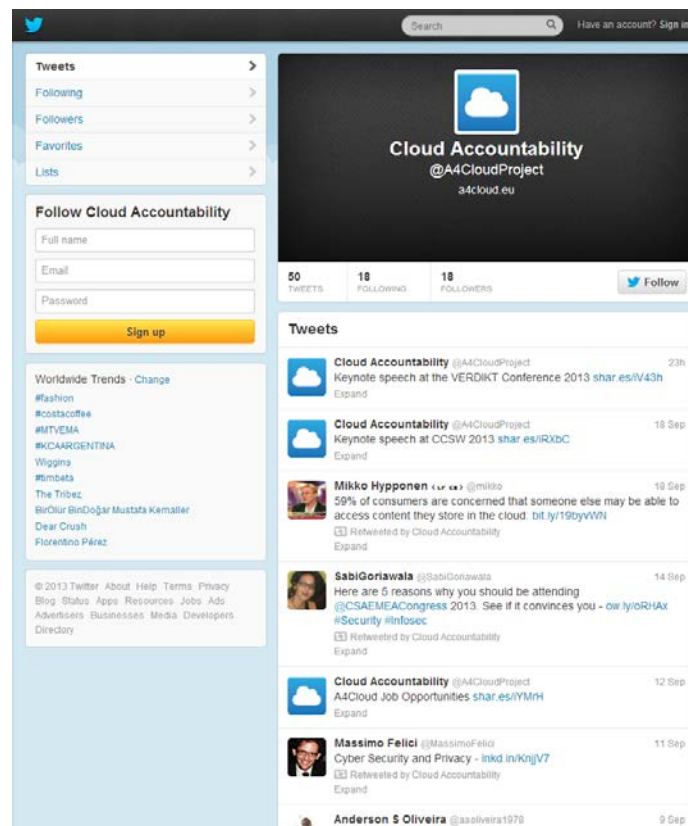 Search
Have an account? Sign in
Tweets
Following
Followers
Favorites
Lists
Follow Cloud Accountability
Full name
Email
Password
Sign up
Worldwide Trends · Change
#fashion
#costacoffee
#MTVEMA
#KCAARGENTINA
Wiggins
#timbeta
The Tribez
BirÖlür BinDoğar Mustafa Kemaller
Dear Crush
Florentino Pérez
© 2013 Twitter About Help Terms Privacy
Blog Status Apps Resources Jobs Ads
Advertisers Businesses Media Developers
Directory
Cloud Accountability
@A4CloudProject
a4cloud.eu
50 18 18
TWEETS FOLLOWING FOLLOWERS
Follow
Tweets
Cloud Accountability @A4CloudProject 23h
Keynote speech at the VERDIKT Conference 2013 shar.es/iV43h
Expand
Cloud Accountability @A4CloudProject 18 Sep
Keynote speech at CCSW 2013 shar.es/iRXbC
Expand
Mikko Hypponen @mikko 18 Sep
59% of consumers are concerned that someone else may be able to
access content they store in the cloud. bit.ly/19byvWN
Retweeted by Cloud Accountability
Expand
SabiGoriawala @SabiGoriawala 14 Sep
Here are 5 reasons why you should be attending
@CSAEMEACongress 2013. See if it convinces you - ow.ly/oRHAx
#Security #Infosec
Retweeted by Cloud Accountability
Expand
Cloud Accountability @A4CloudProject 12 Sep
A4Cloud Job Opportunities shar.es/iYMrH
Expand
Massimo Felici @MassimoFelici 11 Sep
Cyber Security and Privacy - lnkd.in/KnjjV7
Retweeted by Cloud Accountability
Expand
Anderson S Oliveira @asoliveira1978 9 Sep